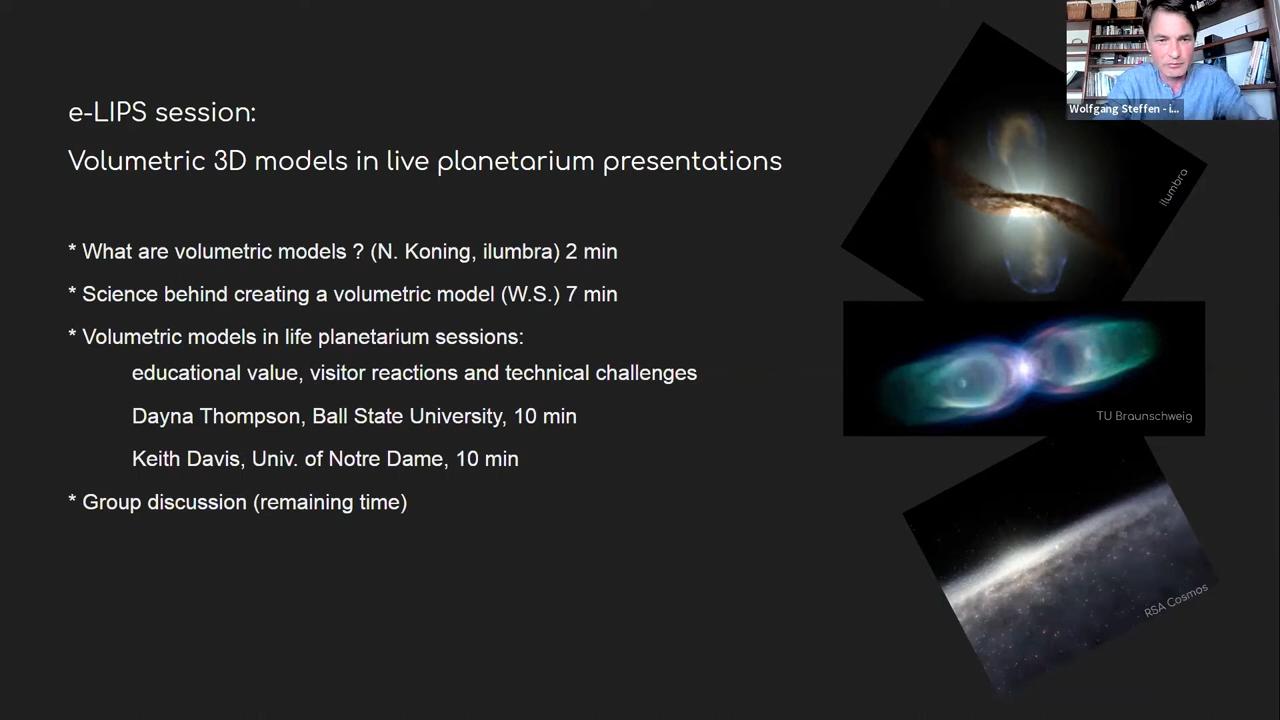 Wolfgang Steffen - i...
e-LIPS session:
Volumetric 3D models in live planetarium presentations
ilumbra
* What are volumetric models ? (N. Koning, ilumbra) 2 min
* Science behind creating a volumetric model (W.S.) 7 min
* Volumetric models in life planetarium sessions:
educational value, visitor reactions and technical challenges
Dayna Thompson, Ball State University, 10 min
TU Braunschweig
Keith Davis, Univ. of Notre Dame, 10 min
* Group discussion (remaining time)
RSA Cosmos